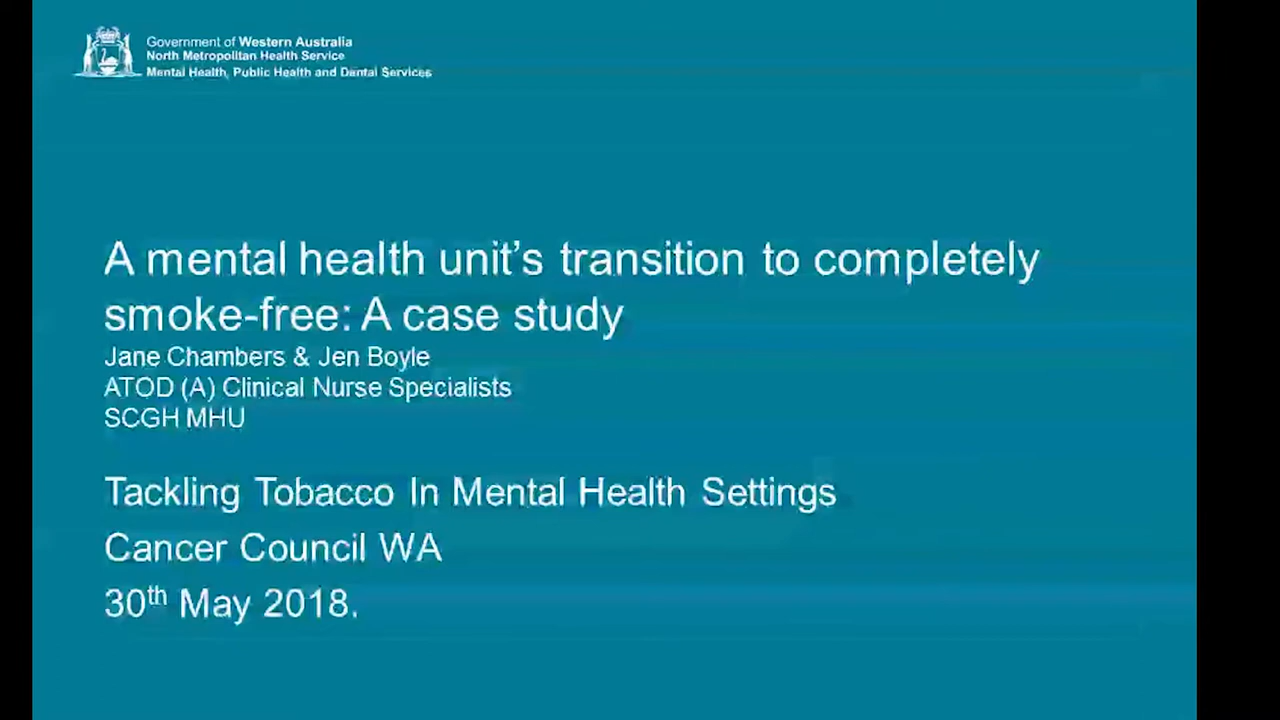 Government of Western Australia
North Metropolitan Health Service
Mental Health, Public Health and Dental Services
A mental health unit’s transition to completely
smoke-free: A case study
Jane Chambers & Jen Boyle
ATOD (A) Clinical Nurse Specialists
SCGH MHU
Tackling Tobacco In Mental Health Settings
Cancer Council WA
30th May 2018.